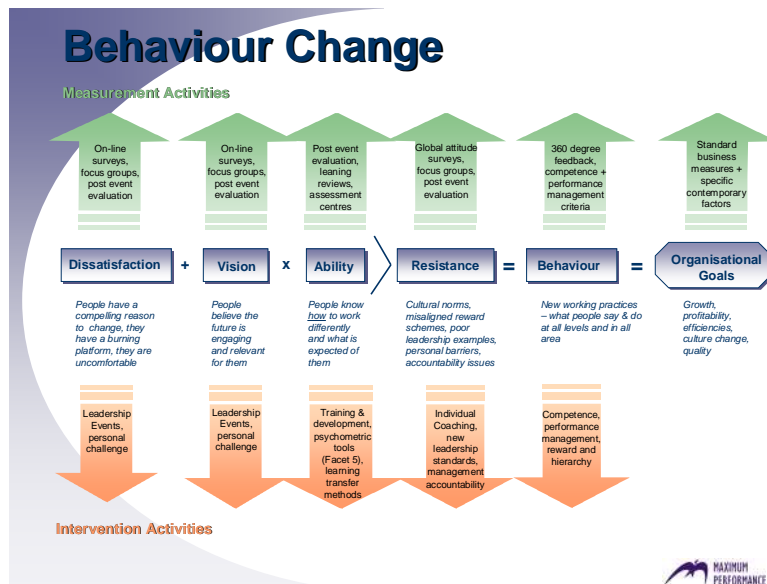 Behaviour Change
Measurement Activities
On-line
surveys,
focus groups,
post event
evaluation
On-line
surveys,
focus groups,
post event
evaluation
Post event
evaluation,
leaning
reviews,
assessment
centres
Global attitude
surveys,
focus groups,
post event
evaluation
360 degree
feedback,
competence +
performance
management
criteria
Standard
business
measures +
specific
contemporary
factors
Dissatisfaction + Vision x Ability > Resistance = Behaviour = Organisational
Goals
People have a
compelling reason
to change, they
have a burning
platform, they are
uncomfortable
People
believe the
future is
engaging
and relevant
for them
People know
how to work
differently
and what is
expected of
them
Cultural norms,
misaligned reward
schemes, poor
leadership examples,
personal barriers,
accountability issues
New working practices
– what people say & do
at all levels and in all
area
Growth,
profitability,
efficiencies,
culture change,
quality
Leadership
Events,
personal
challenge
Leadership
Events,
personal
challenge
Training &
development,
psychometric
tools
(Facet 5),
learning
transfer
methods
Individual
Coaching,
new
leadership
standards,
management
accountability
Competence,
performance
management,
reward and
hierarchy
Intervention Activities
MAXIMUM
PERFORMANCE